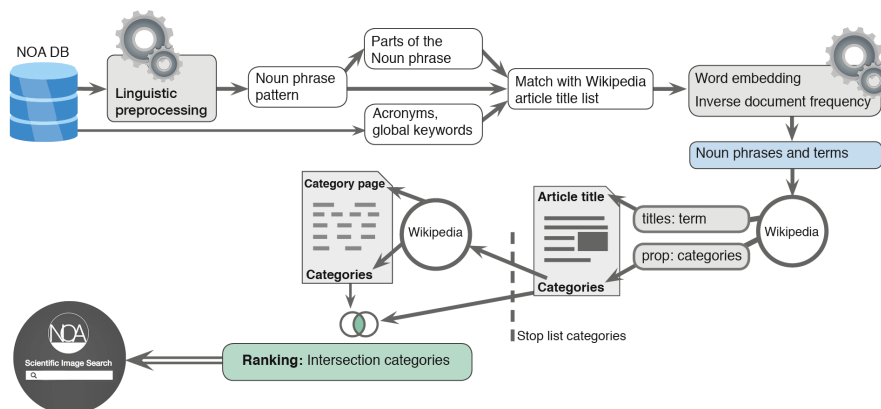 NOA DB
Linguistic
preprocessing
Noun phrase
pattern
Parts of the
Noun phrase
Acronyms,
global keywords
Match with Wikipedia
article title list
Word embedding
Inverse document frequency
Noun phrases and terms
Wikipedia
titles: term
prop: categories
Article title
Categories
Stop list categories
Wikipedia
Category page
Categories
Ranking: Intersection categories
NOA
Scientific Image Search